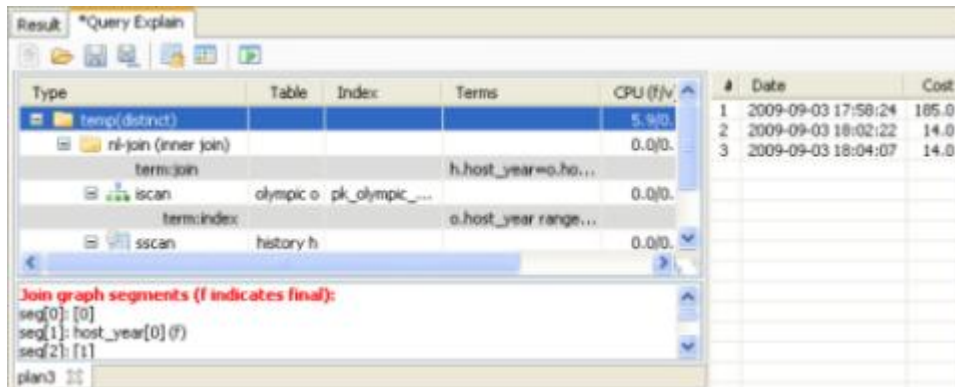 Result *Query Explain
Type Table Index Terms CPU (f/v)
temp(distinct) 5.9/0.
nl-join (inner join) 0.0/0.
term:join h.host_year=o.ho...
iscan olympic o pk_olympic_... 0.0/0.
term:index o.host_year range...
sscan history h 0.0/0.
# Date Cost
1 2009-09-03 17:58:24 185.0
2 2009-09-03 18:02:22 14.0
3 2009-09-03 18:04:07 14.0
Join graph segments (f indicates final):
seg[0]: [0]
seg[1]: host_year[0] (f)
seg[2]: [1]
plan3